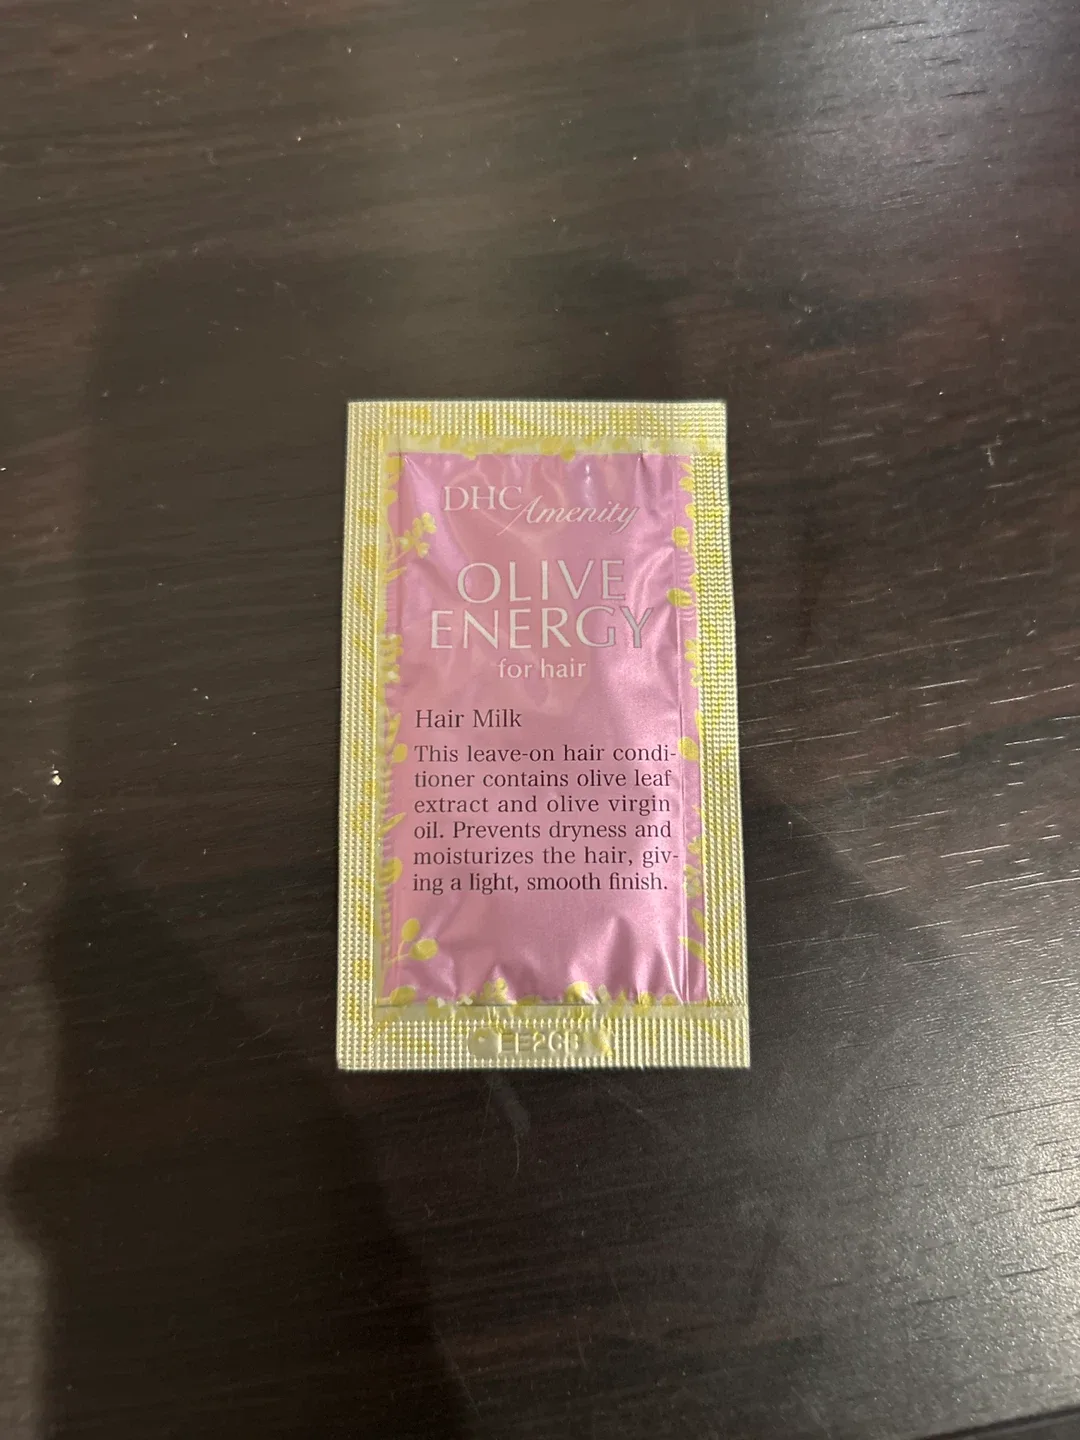 DHC Amenity
OLIVE
ENERGY
for hair
Hair Milk
This leave-on hair condi-
tioner contains olive leaf
extract and olive virgin
oil. Prevents dryness and
moisturizes the hair, giv-
ing a light, smooth finish.